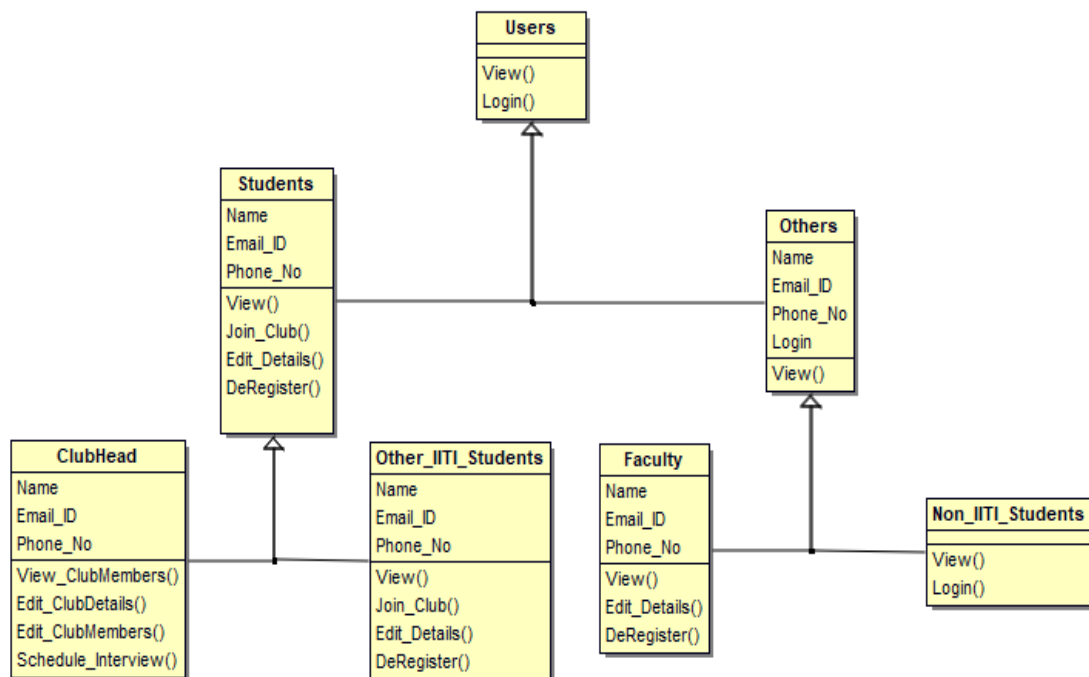 Users
View()
Login()
Students
Name
Email_ID
Phone_No
View()
Join_Club()
Edit_Details()
DeRegister()
Others
Name
Email_ID
Phone_No
Login
View()
ClubHead
Name
Email_ID
Phone_No
View_ClubMembers()
Edit_ClubDetails()
Edit_ClubMembers()
Schedule_Interview()
Other_IITI_Students
Name
Email_ID
Phone_No
View()
Join_Club()
Edit_Details()
DeRegister()
Faculty
Name
Email_ID
Phone_No
View()
Edit_Details()
DeRegister()
Non_IITI_Students
View()
Login()